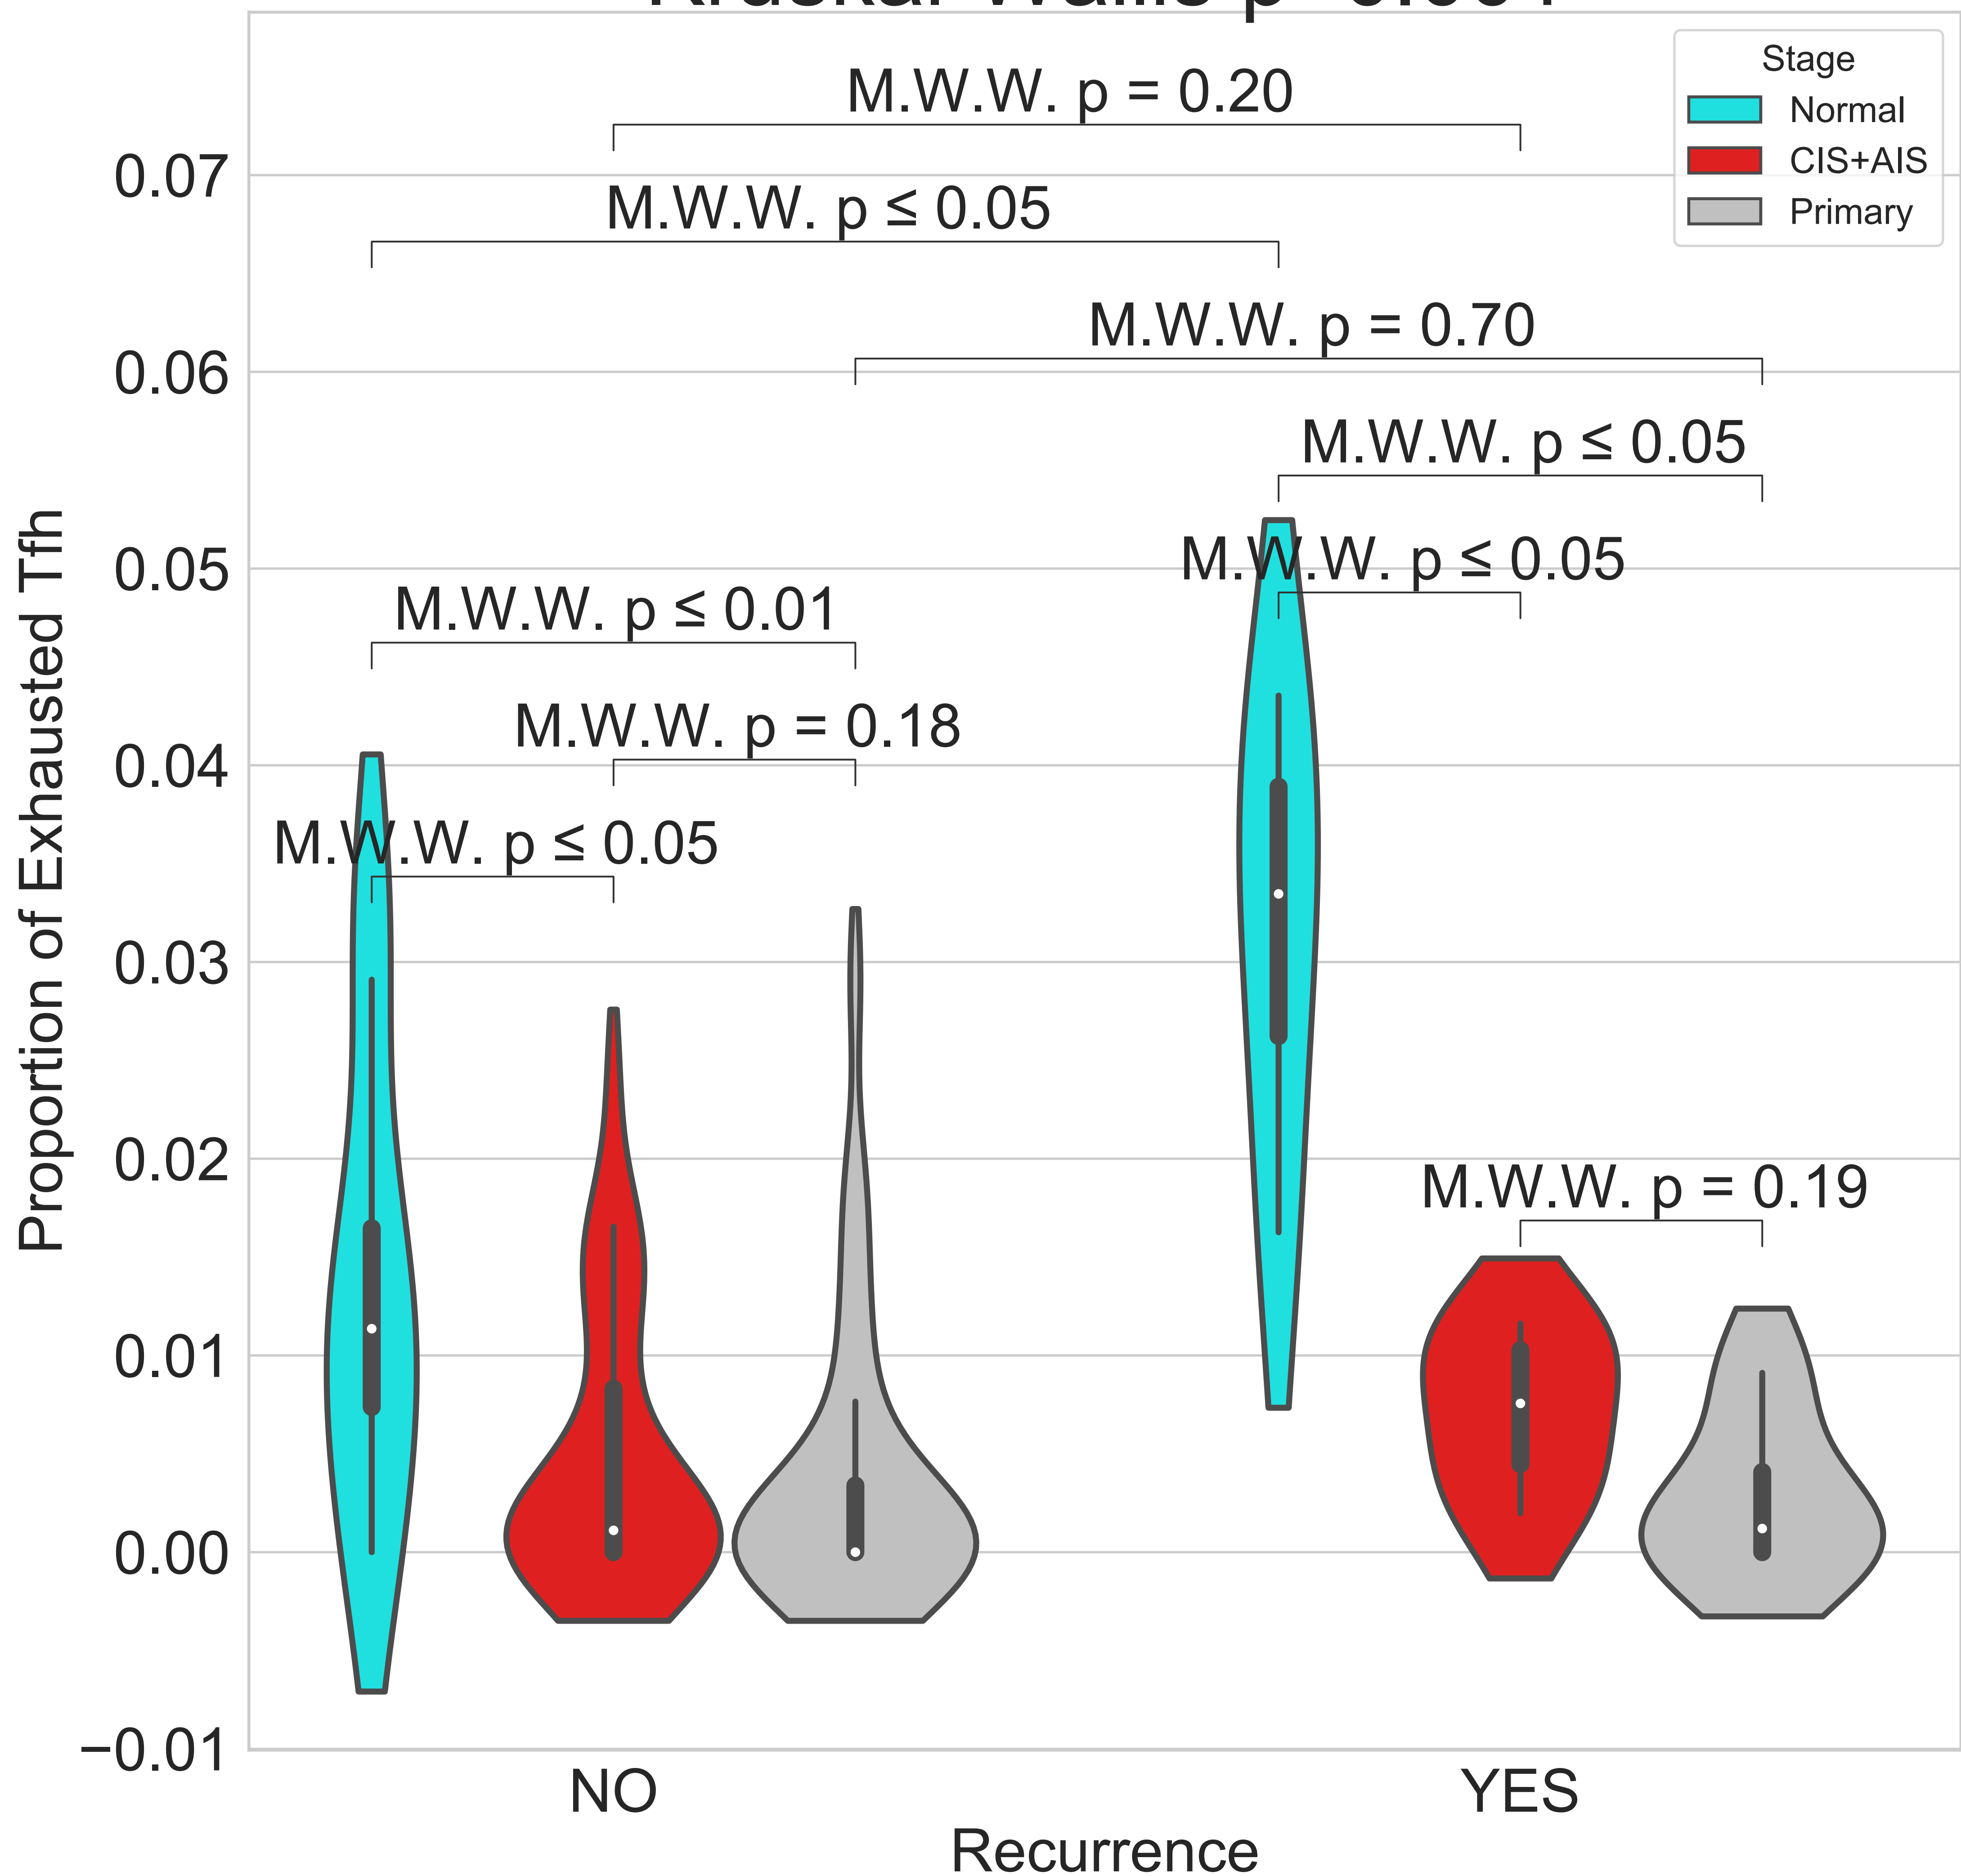 Stage
Normal
CIS+AIS
Primary
M.W.W. p = 0.20
M.W.W. p ≤ 0.05
M.W.W. p = 0.70
M.W.W. p ≤ 0.05
M.W.W. p ≤ 0.05
M.W.W. p ≤ 0.01
M.W.W. p = 0.18
M.W.W. p ≤ 0.05
M.W.W. p = 0.19
Proportion of Exhausted Tfh
0.07
0.06
0.05
0.04
0.03
0.02
0.01
0.00
−0.01
NO
YES
Recurrence